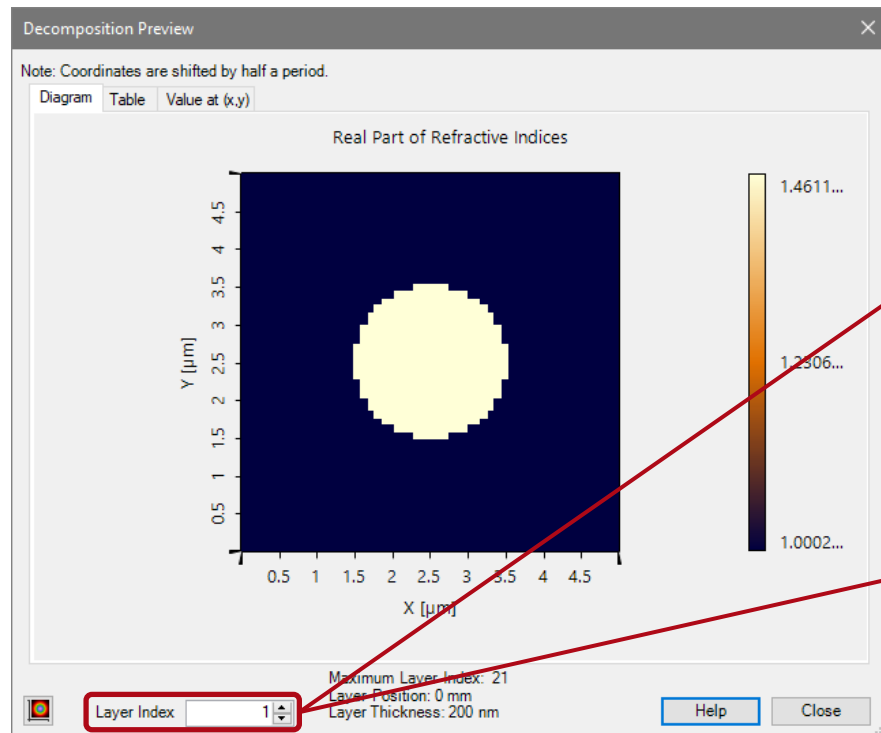 Decomposition Preview
Note: Coordinates are shifted by half a period.
Diagram Table Value at (x,y)
Real Part of Refractive Indices
1.4611...
1.2306...
1.0002...
Y [µm]
4.5
4
3.5
3
2.5
2
1.5
1
0.5
0.5 1 1.5 2 2.5 3 3.5 4 4.5
X [µm]
Maximum Layer Index: 21
Layer Position: 0 mm
Layer Thickness: 200 nm
Layer Index 1
Help Close